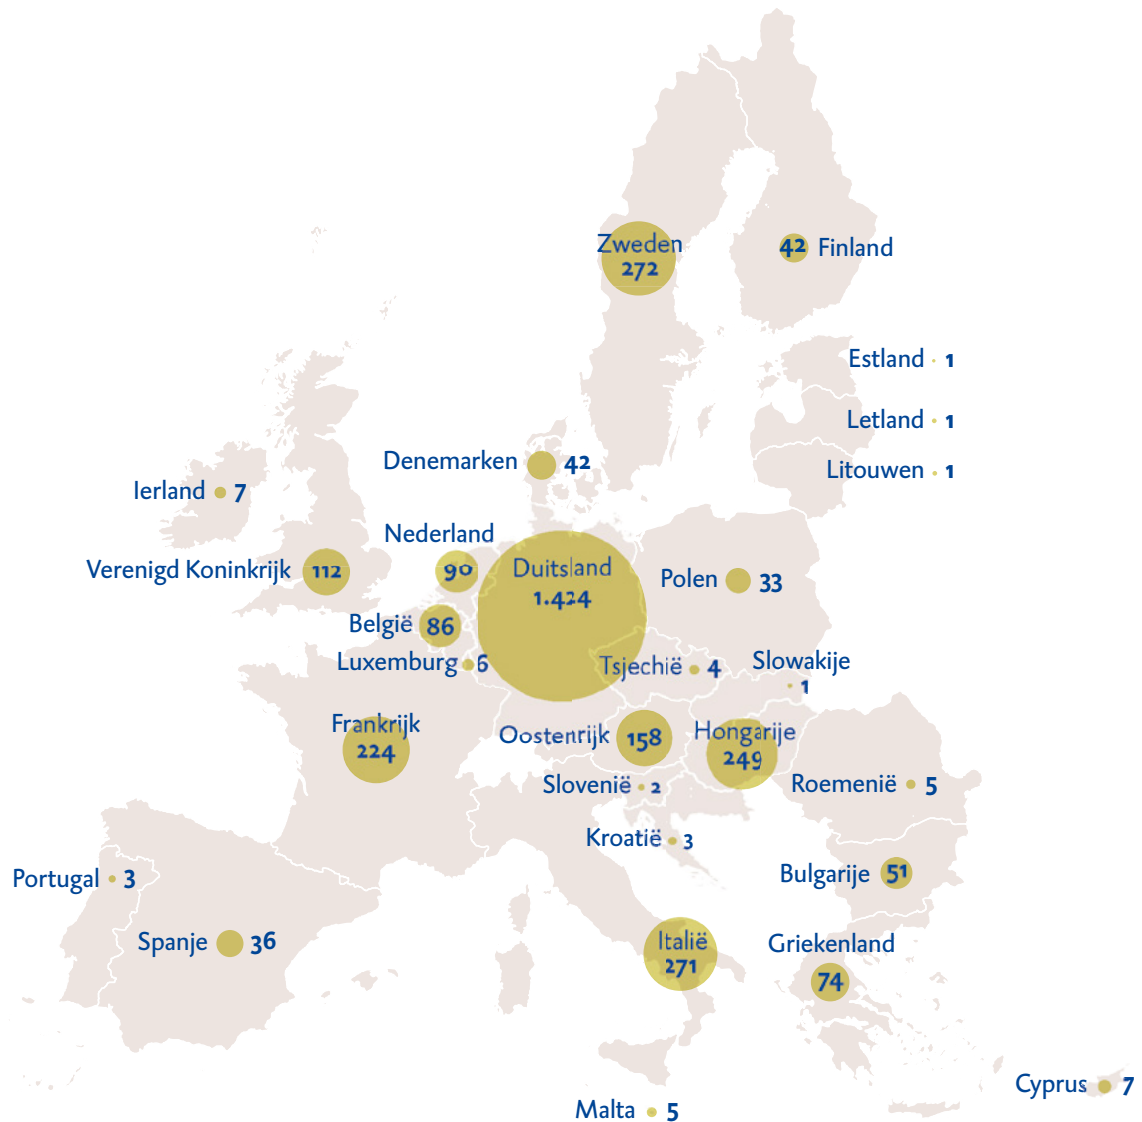 Zweden
272
42 Finland
Estland 1
Letland 1
Litouwen 1
Denemarken 42
Ierland 7
Nederland
90
Verenigd Koninkrijk 112
Duitsland
1.424
Polen 33
België 86
Luxemburg 6
Tsjechië 4
Slowakije
1
Frankrijk
224
Oostenrijk 158
Hongarije
249
Slovenië 2
Roemenië 5
Kroatië 3
Portugal 3
Bulgarije 51
Spanje 36
Italië
271
Griekenland
74
Cyprus 7
Malta 5